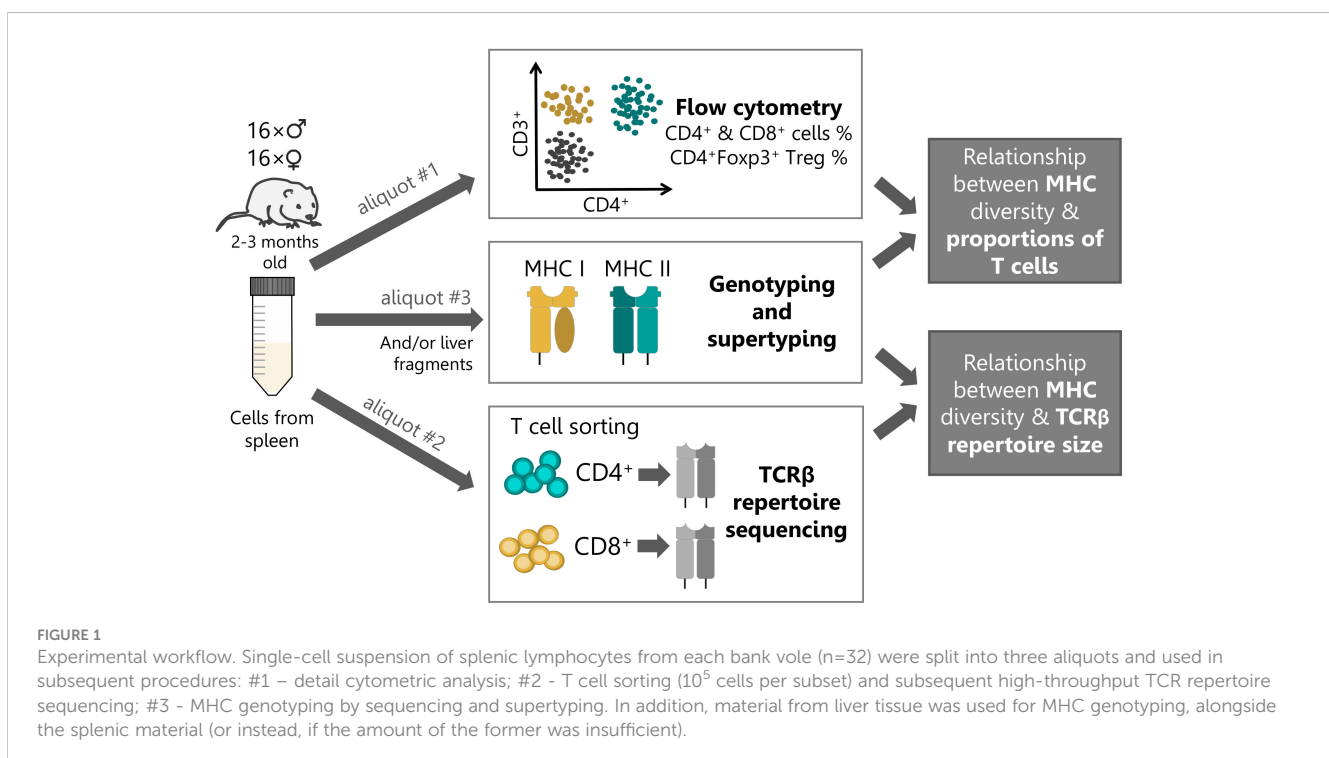 16×♂
16×♀
2-3 months
old
Cells from
spleen
aliquot #1
aliquot #3
And/or liver
fragments
aliquot #2
CD3⁺
CD4⁺
Flow cytometry
CD4⁺ & CD8⁺ cells %
CD4⁺Foxp3⁺ Treg %
MHC I MHC II
Genotyping
and
supertyping
T cell sorting
CD4⁺
CD8⁺
TCRβ
repertoire
sequencing
Relationship
between MHC
diversity &
proportions of
T cells
Relationship
between MHC
diversity & TCRβ
repertoire size
FIGURE 1
Experimental workflow. Single-cell suspension of splenic lymphocytes from each bank vole (n=32) were split into three aliquots and used in
subsequent procedures: #1 – detail cytometric analysis; #2 - T cell sorting (10⁵ cells per subset) and subsequent high-throughput TCR repertoire
sequencing; #3 - MHC genotyping by sequencing and supertyping. In addition, material from liver tissue was used for MHC genotyping, alongside
the splenic material (or instead, if the amount of the former was insufficient).